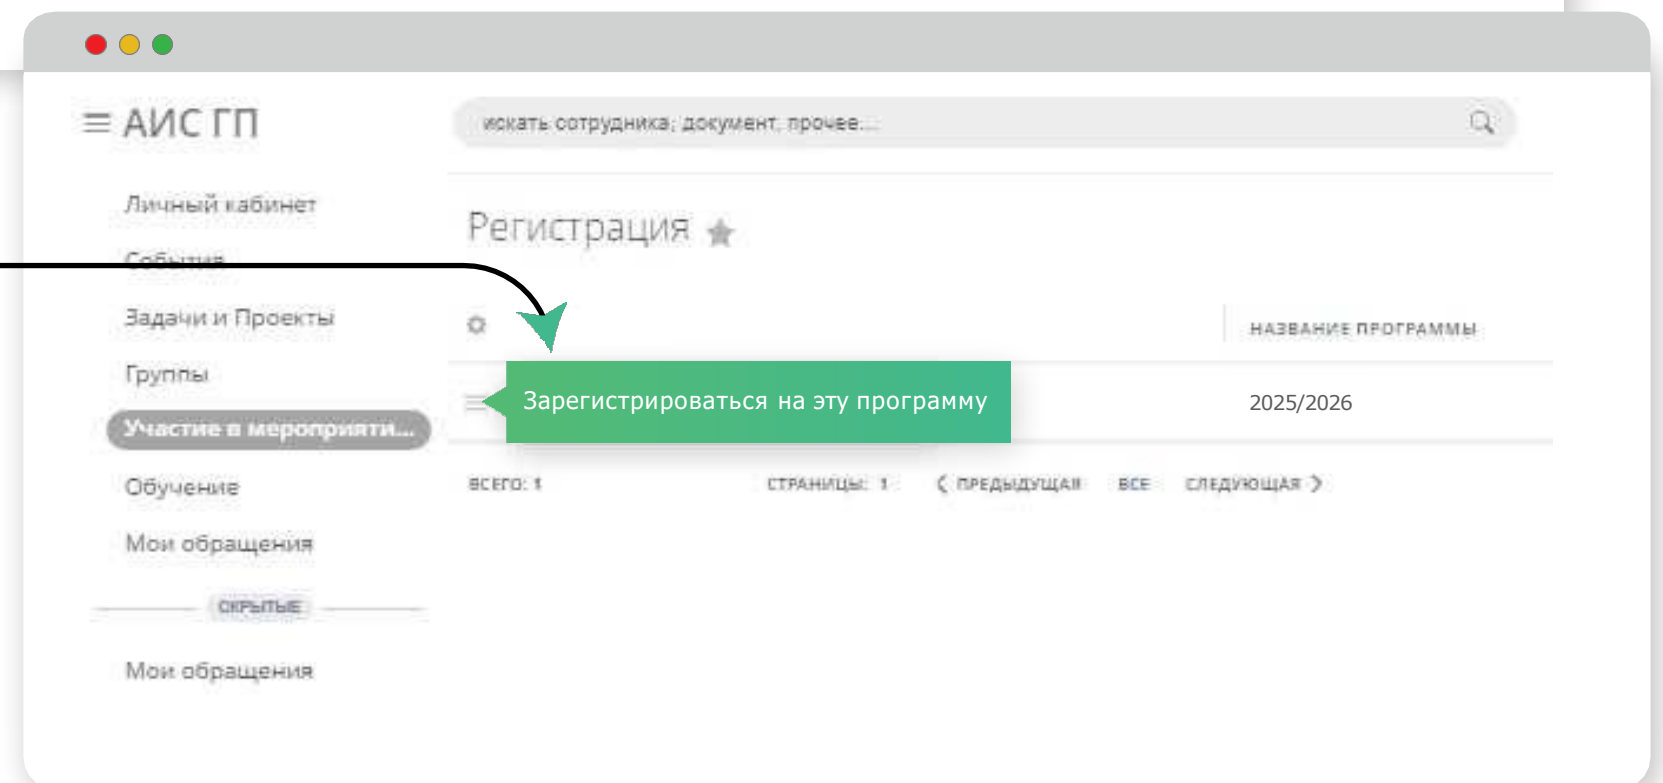 АИС ГП
искать сотрудника, документ, прочее...
Личный кабинет
События
Задачи и Проекты
Группы
Участие в мероприяти...
Обучение
Мои обращения
СКРЫТЫЕ
Мои обращения
Регистрация
НАЗВАНИЕ ПРОГРАММЫ
Зарегистрироваться на эту программу
2025/2026
ВСЕГО: 1
СТРАНИЦЫ: 1 ПРЕДЫДУЩАЯ ВСЕ СЛЕДУЮЩАЯ